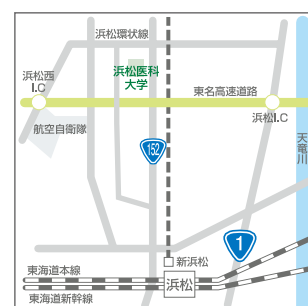 浜松環状線
浜松医科
大学
浜松西
I.C
東名高速道路
浜松I.C
航空自衛隊
152
天竜川
1
新浜松
浜松
東海道本線
東海道新幹線